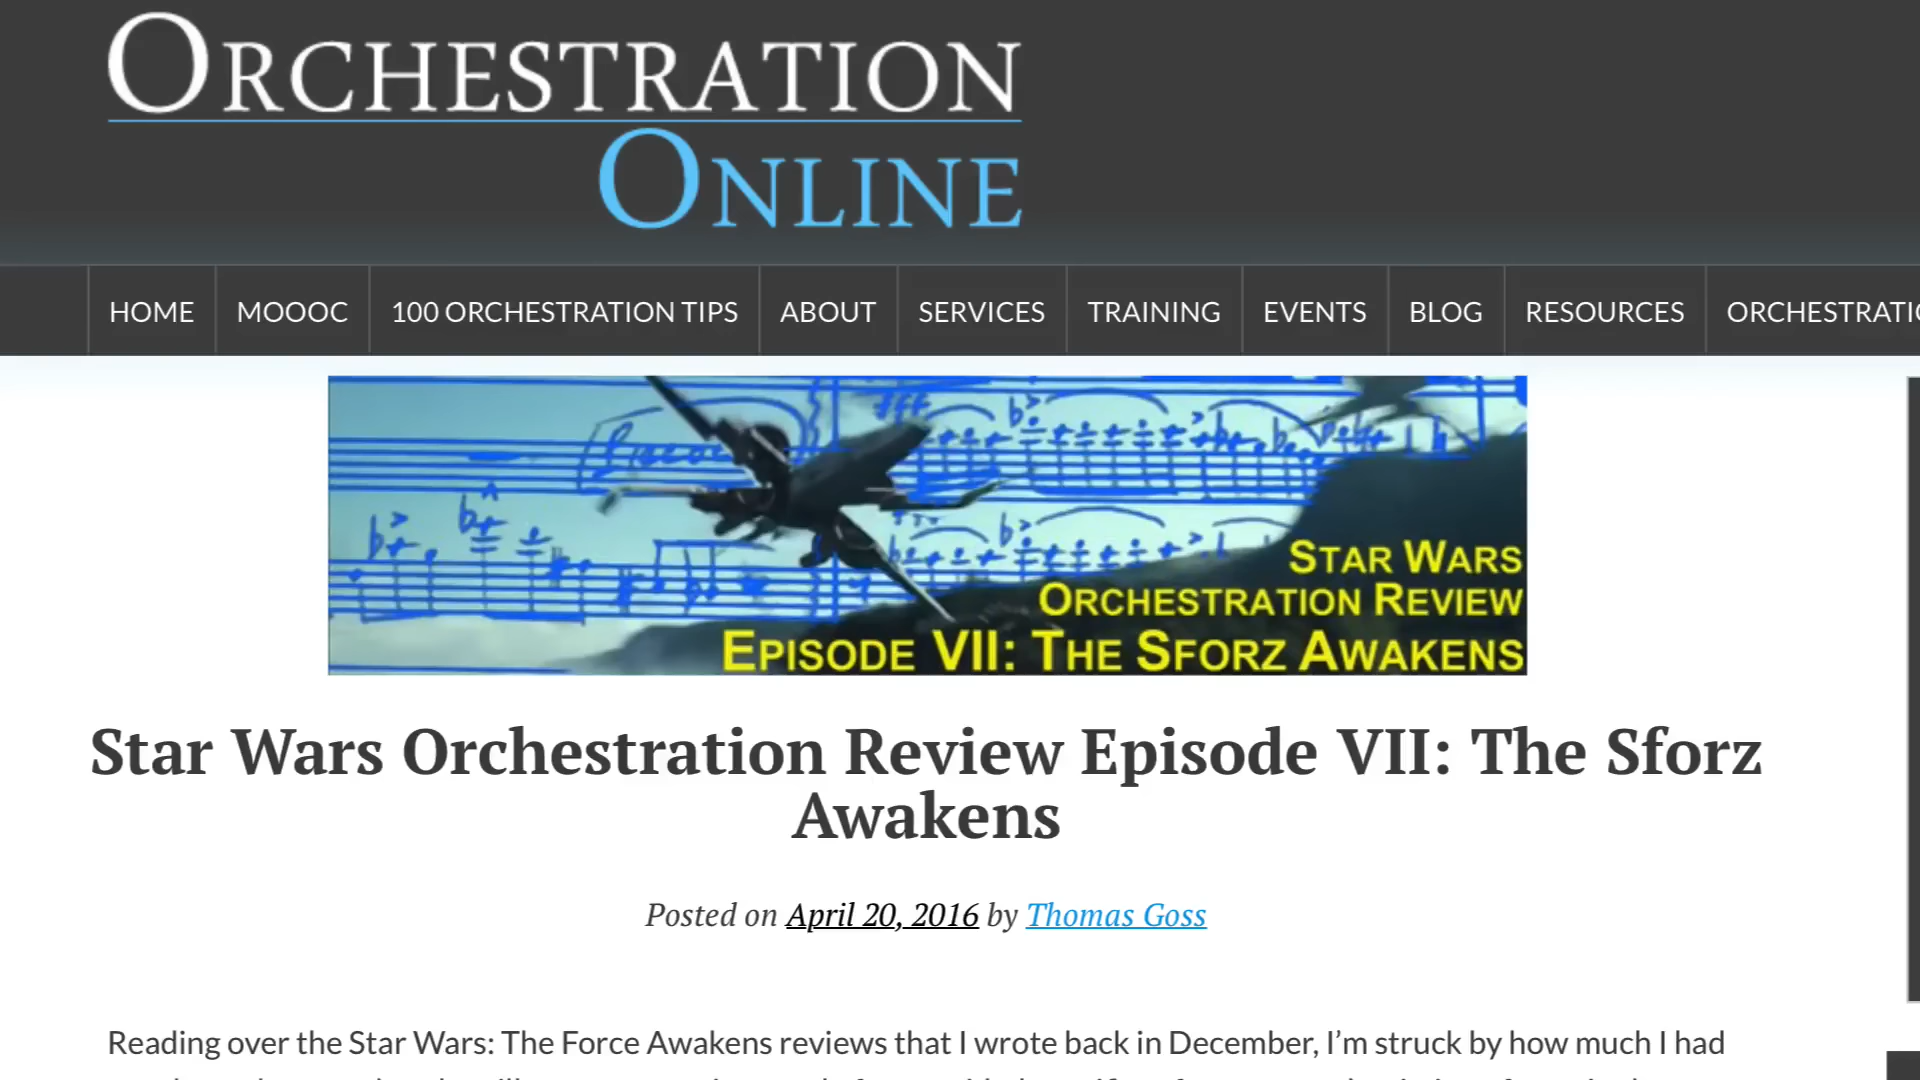 ORCHESTRATION
ONLINE
HOME MOOOC 100 ORCHESTRATION TIPS ABOUT SERVICES TRAINING EVENTS BLOG RESOURCES
STAR WARS
ORCHESTRATION REVIEW
EPISODE VII: THE SFORZ AWAKENS
Star Wars Orchestration Review Episode VII: The Sforz
Awakens
Posted on April 20, 2016 by Thomas Goss
Reading over the Star Wars: The Force Awakens reviews that I wrote back in December, I’m struck by how much I had